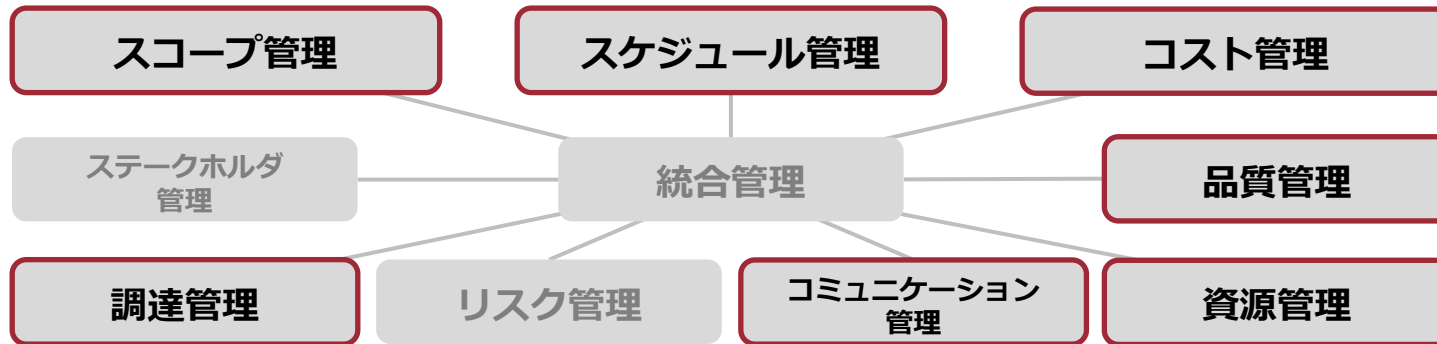 スコープ管理
スケジュール管理
コスト管理
ステークホルダ
管理
統合管理
品質管理
調達管理
リスク管理
コミュニケーション
管理
資源管理